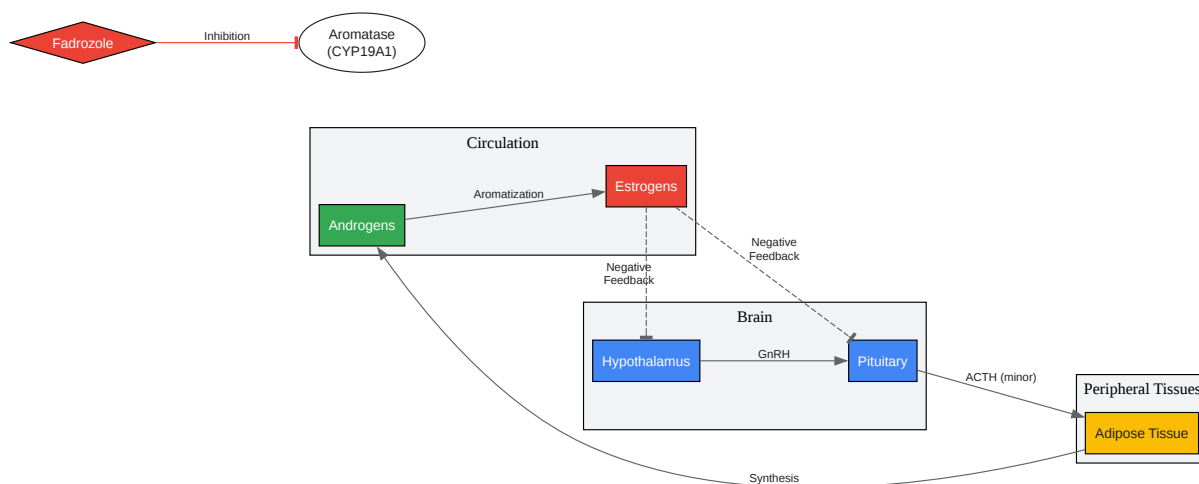 Fadrozole
Inhibition
Aromatase
(CYP19A1)
Circulation
Estrogens
Aromatization
Androgens
Negative
Feedback
Negative
Feedback
Brain
Hypothalamus
GnRH
Pituitary
ACTH (minor)
Peripheral Tissues
Adipose Tissue
Synthesis